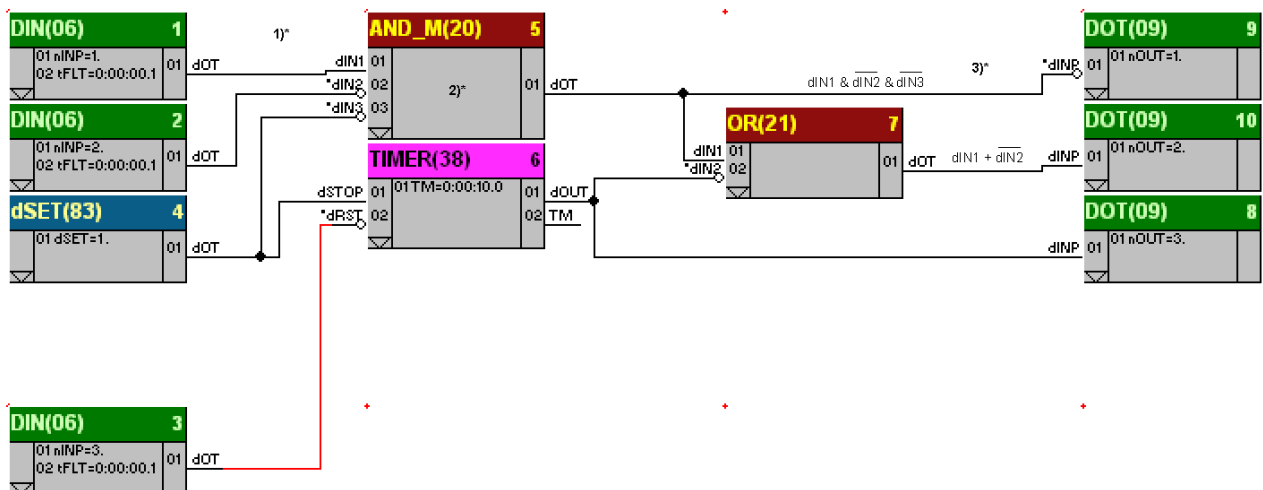 DIN(06) 1
01 nINP=1.
02 tFLT=0:00:00.1
01 dOT
1)*
DIN(06) 2
01 nINP=2.
02 tFLT=0:00:00.1
01 dOT
dSET(83) 4
01 dSET=1.
01 dOT
DIN(06) 3
01 nINP=3.
02 tFLT=0:00:00.1
01 dOT
AND_M(20) 5
dIN1 01
*dIN2 02
*dIN3 03
2)*
01 dOT
TIMER(38) 6
dSTOP 01
*dRST 02
01 TM=0:00:10.0
01 dOUT
02 TM
OR(21) 7
dIN1 01
*dIN2 02
01 dOT
dIN1 & d̅I̅N̅2̅ & d̅I̅N̅3̅
3)*
dIN1 + d̅I̅N̅2̅
DOT(09) 9
*dINP 01
01 nOUT=1.
DOT(09) 10
dINP 01
01 nOUT=2.
DOT(09) 8
dINP 01
01 nOUT=3.